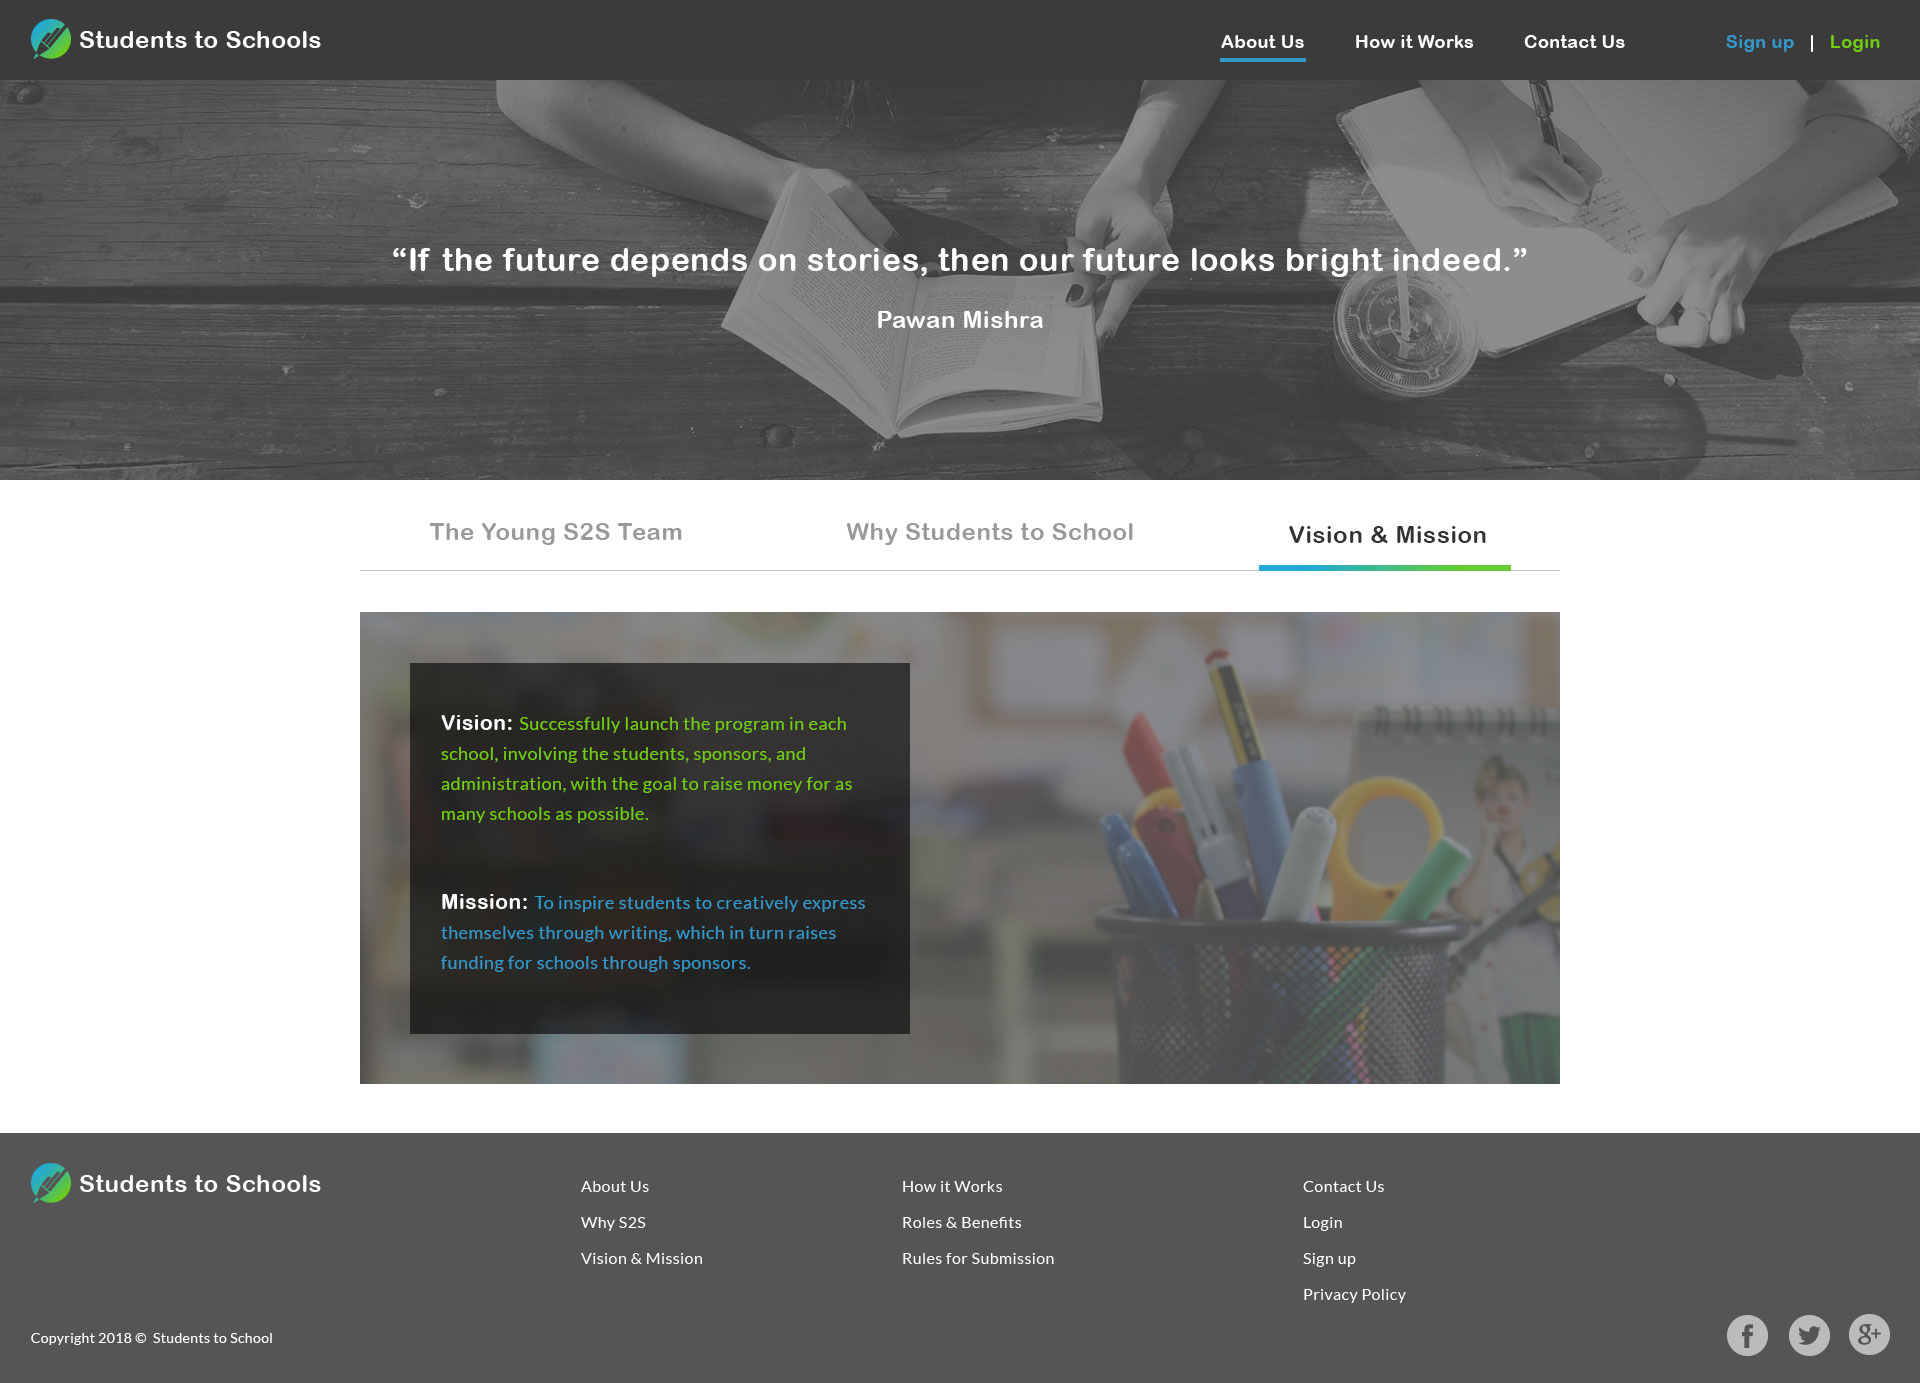 Students to Schools
About Us
How it Works
Contact Us
Sign up | Login
“If the future depends on stories, then our future looks bright indeed.”
Pawan Mishra
The Young S2S Team
Why Students to School
Vision & Mission
Vision: Successfully launch the program in each
school, involving the students, sponsors, and
administration, with the goal to raise money for as
many schools as possible.
Mission: To inspire students to creatively express
themselves through writing, which in turn raises
funding for schools through sponsors.
Students to Schools
About Us
Why S2S
Vision & Mission
How it Works
Roles & Benefits
Rules for Submission
Contact Us
Login
Sign up
Privacy Policy
Copyright 2018 © Students to School